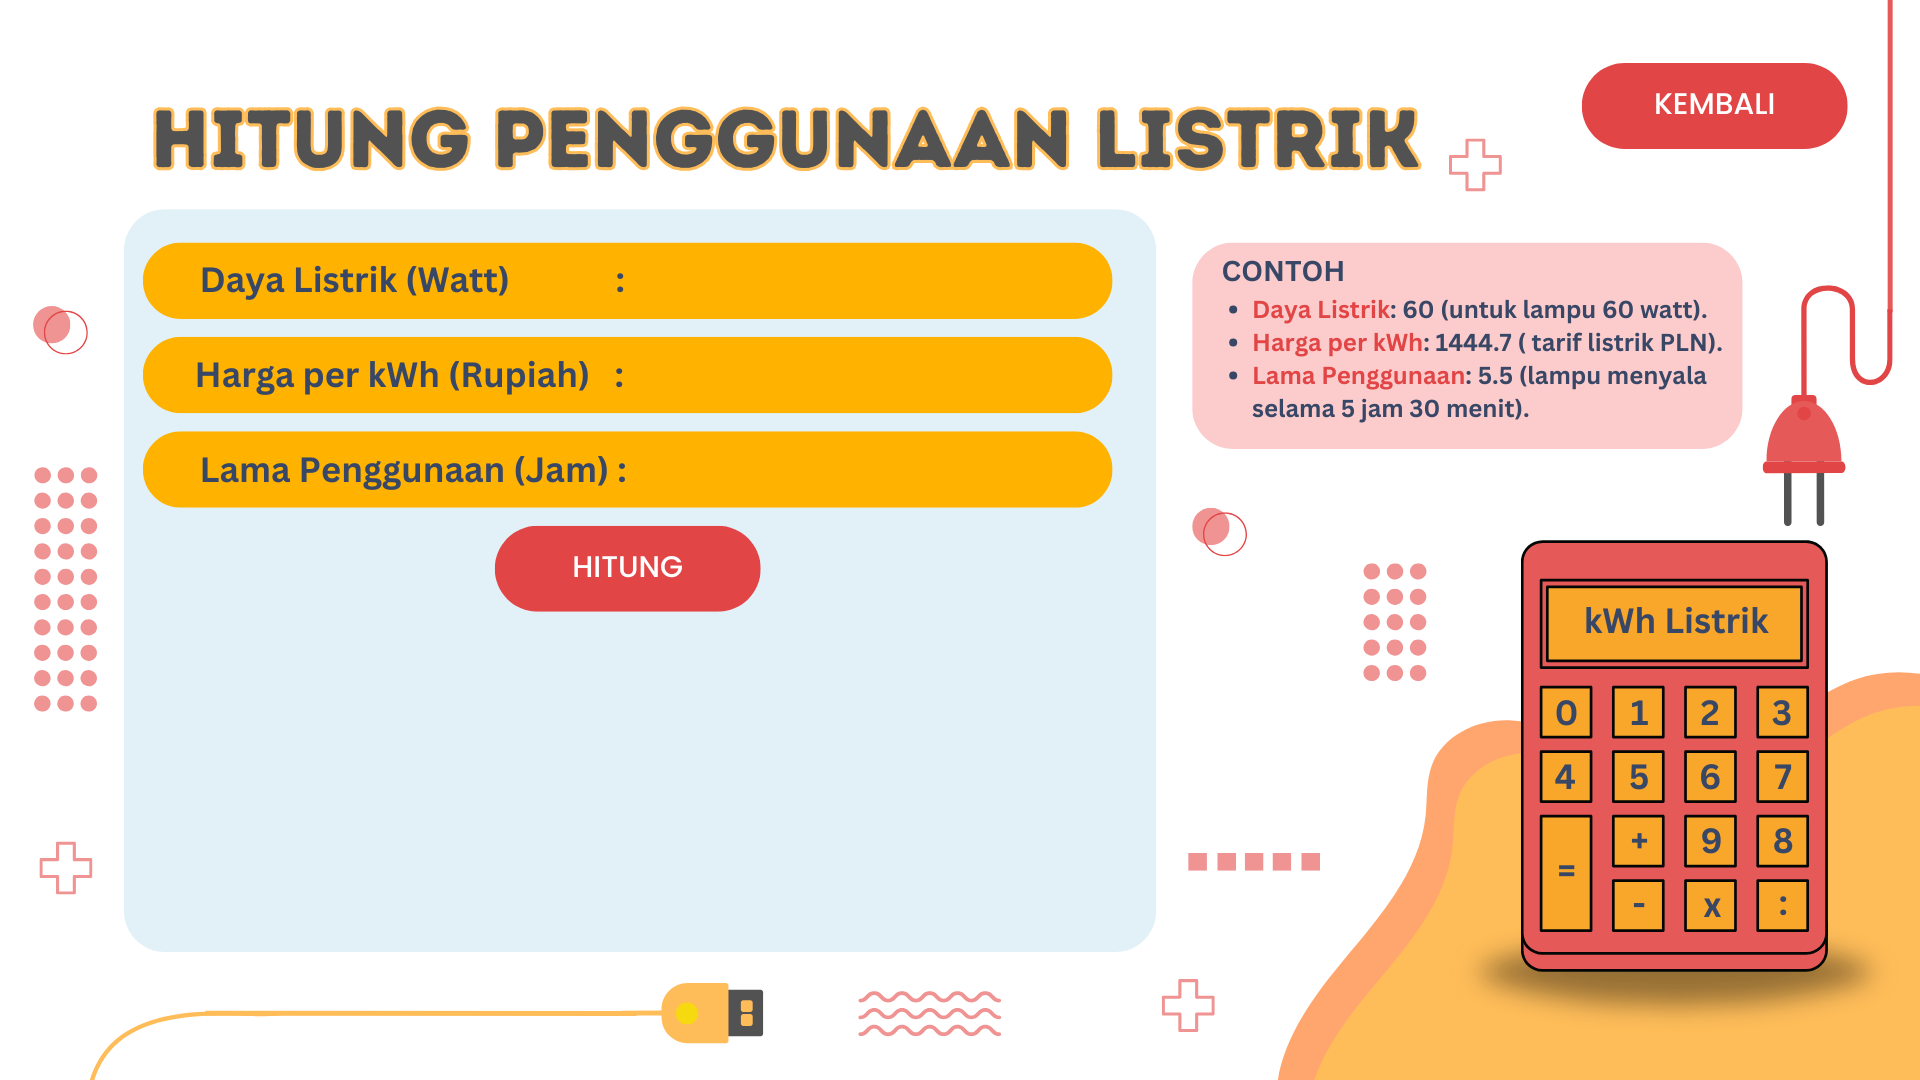 KEMBALI
HITUNG PENGGUNAAN LISTRIK
Daya Listrik (Watt) :
Harga per kWh (Rupiah) :
Lama Penggunaan (Jam) :
HITUNG
CONTOH
• Daya Listrik: 60 (untuk lampu 60 watt).
• Harga per kWh: 1444.7 ( tarif listrik PLN).
• Lama Penggunaan: 5.5 (lampu menyala
selama 5 jam 30 menit).
kWh Listrik
0 1 2 3
4 5 6 7
= + 9 8
- x :